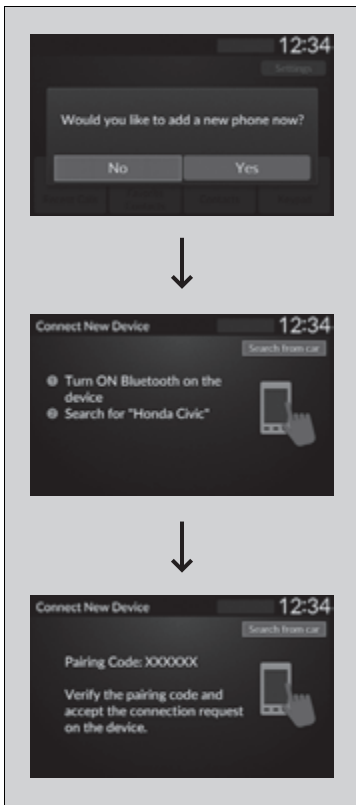 12:34
Settings
Would you like to add a new phone now?
No Yes
Connect New Device 12:34
Search from car
❶ Turn ON Bluetooth on the
device
❷ Search for "Honda Civic"
Connect New Device 12:34
Search from car
Pairing Code: XXXXXX
Verify the pairing code and
accept the connection request
on the device.